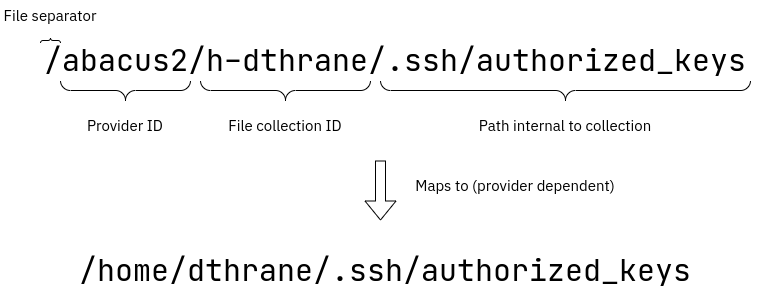 File separator
/abacus2/h-dthrane/.ssh/authorized_keys
Provider ID
File collection ID
Path internal to collection
Maps to (provider dependent)
/home/dthrane/.ssh/authorized_keys